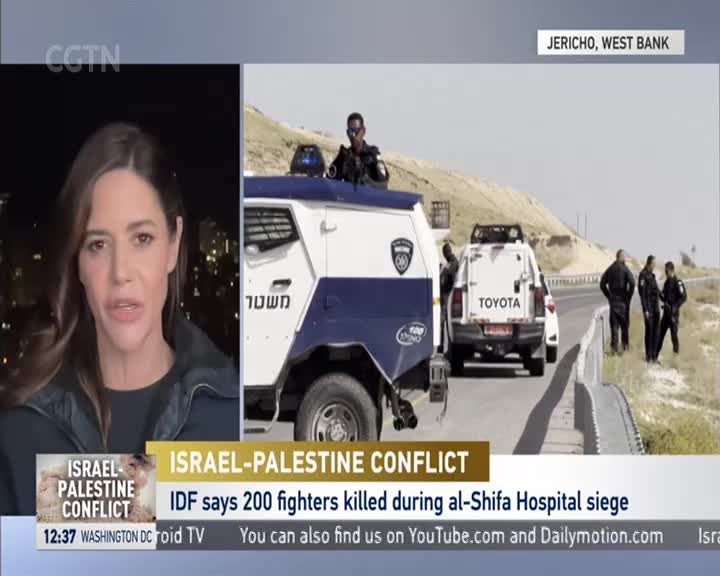 CGTN
JERICHO, WEST BANK
משטר
100
TOYOTA
ISRAEL-
PALESTINE
CONFLICT
ISRAEL-PALESTINE CONFLICT
IDF says 200 fighters killed during al-Shifa Hospital siege
12:37 WASHINGTON DC
roid TV You can also find us on YouTube.com and Dailymotion.com Isra